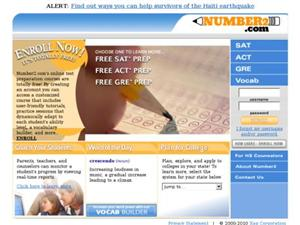 ALERT: Find out ways you can help survivors of the Haiti earthquake
NUMBER2
.com
ENROLL NOW!
IT'S TOTALLY FREE!
Number2.com's online test
preparation courses are
totally free! By creating
an account you can
access a customized
course that includes
user-friendly tutorials,
practice question
sessions that
dynamically adapt to
each student's ability
level, a vocabulary
builder, and more.
ENROLL
CHOOSE ONE TO LEARN MORE...
FREE SAT PREP
FREE ACT PREP
FREE GRE PREP
SAT
ACT
GRE
Vocab
username:
password:
I forgot my username and/or
password
For HS Counselors
About Us
Coach Your Students
Parents, teachers, and
counselors can monitor a
student's progress by
viewing real-time reports.
Click here to learn more!
Word of the Day
crescendo (noun):
Increasing loudness in
music, a gradual increase
leading to a climax.
VOCAB BUILDER
Plan for College
Plan, explore, and apply
to colleges in your state!
To learn more, select the
system for your state
below
Privacy Statement | © 2000-2010 Xap Corporation